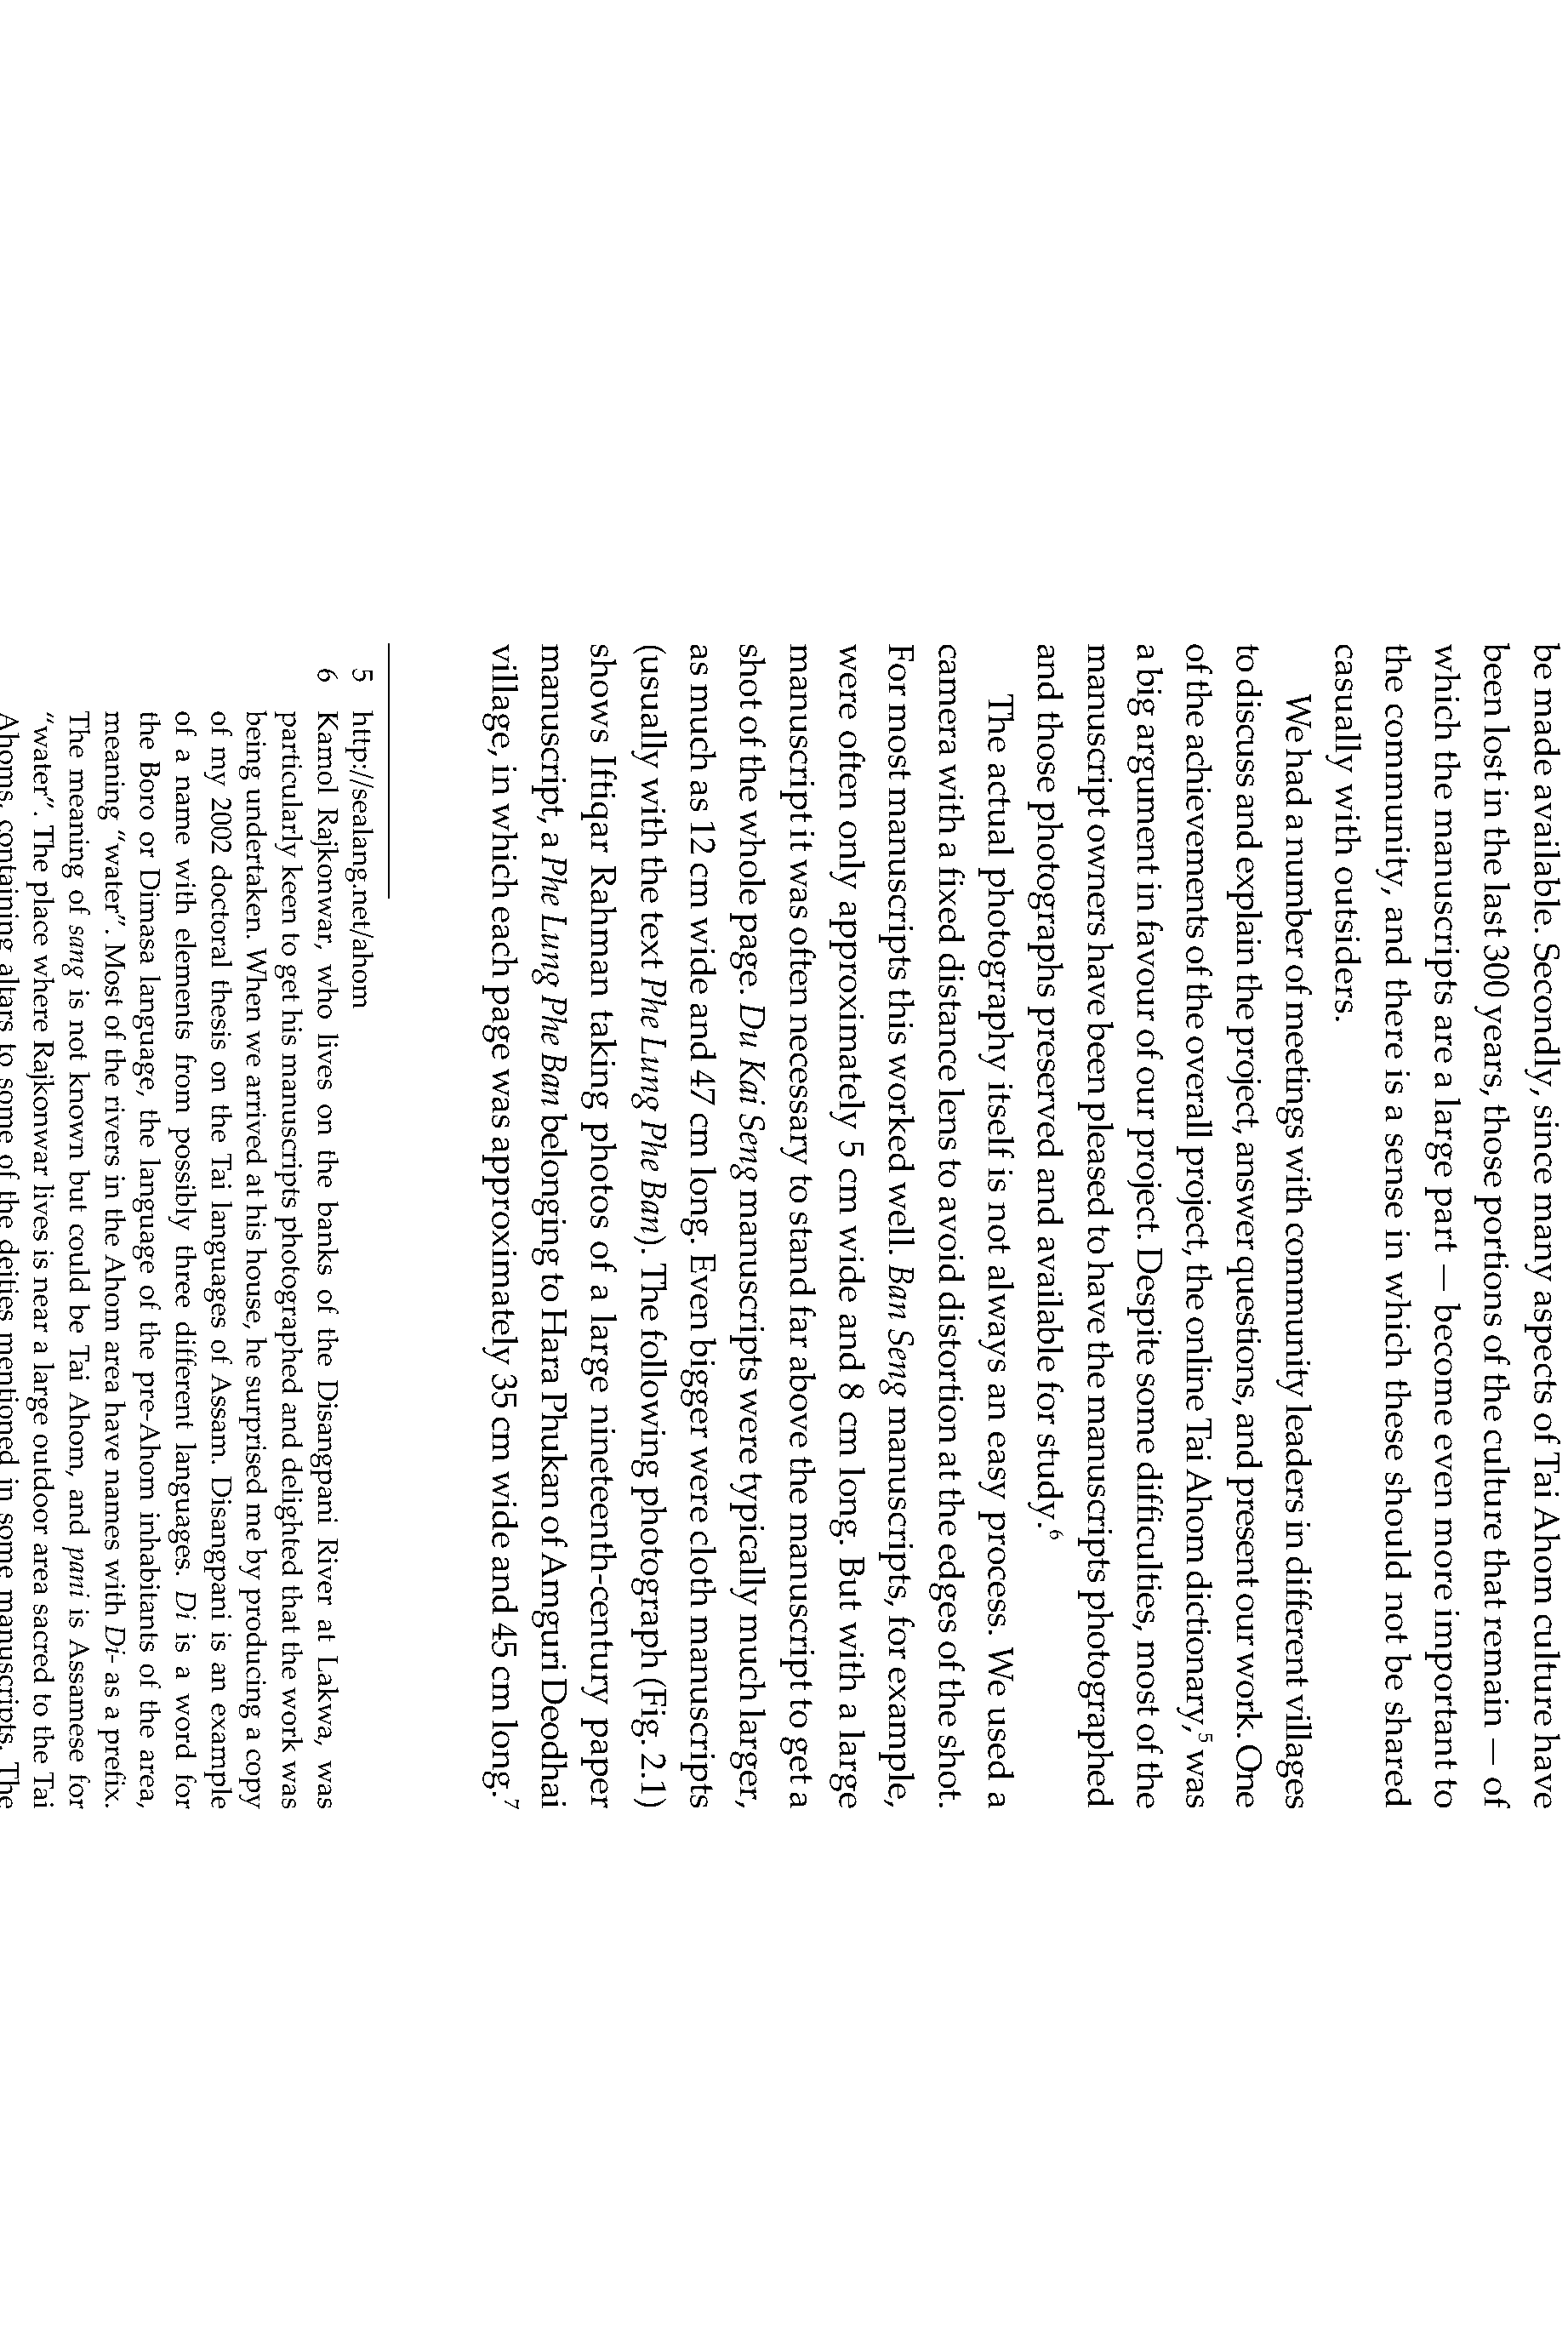 be made available. Secondly, since many aspects of Tai Ahom culture have
been lost in the last 300 years, those portions of the culture that remain — of
which the manuscripts are a large part — become even more important to
the community, and there is a sense in which these should not be shared
casually with outsiders.
We had a number of meetings with community leaders in different villages
to discuss and explain the project, answer questions, and present our work. One
of the achievements of the overall project, the online Tai Ahom dictionary,⁵ was
a big argument in favour of our project. Despite some difficulties, most of the
manuscript owners have been pleased to have the manuscripts photographed
and those photographs preserved and available for study.⁶
The actual photography itself is not always an easy process. We used a
camera with a fixed distance lens to avoid distortion at the edges of the shot.
For most manuscripts this worked well. Ban Seng manuscripts, for example,
were often only approximately 5 cm wide and 8 cm long. But with a large
manuscript it was often necessary to stand far above the manuscript to get a
shot of the whole page. Du Kai Seng manuscripts were typically much larger,
as much as 12 cm wide and 47 cm long. Even bigger were cloth manuscripts
(usually with the text Phe Lung Phe Ban). The following photograph (Fig. 2.1)
shows Iftiqar Rahman taking photos of a large nineteenth-century paper
manuscript, a Phe Lung Phe Ban belonging to Hara Phukan of Amguri Deodhai
village, in which each page was approximately 35 cm wide and 45 cm long.⁷
5 http://sealang.net/ahom
6 Kamol Rajkonwar, who lives on the banks of the Disangpani River at Lakwa, was
particularly keen to get his manuscripts photographed and delighted that the work was
being undertaken. When we arrived at his house, he surprised me by producing a copy
of my 2002 doctoral thesis on the Tai languages of Assam. Disangpani is an example
of a name with elements from possibly three different languages. Di is a word for
the Boro or Dimasa language, the language of the pre-Ahom inhabitants of the area,
meaning “water”. Most of the rivers in the Ahom area have names with Di- as a prefix.
The meaning of sang is not known but could be Tai Ahom, and pani is Assamese for
“water”. The place where Rajkonwar lives is near a large outdoor area sacred to the Tai
Ahoms, containing altars to some of the deities mentioned in some manuscripts. The